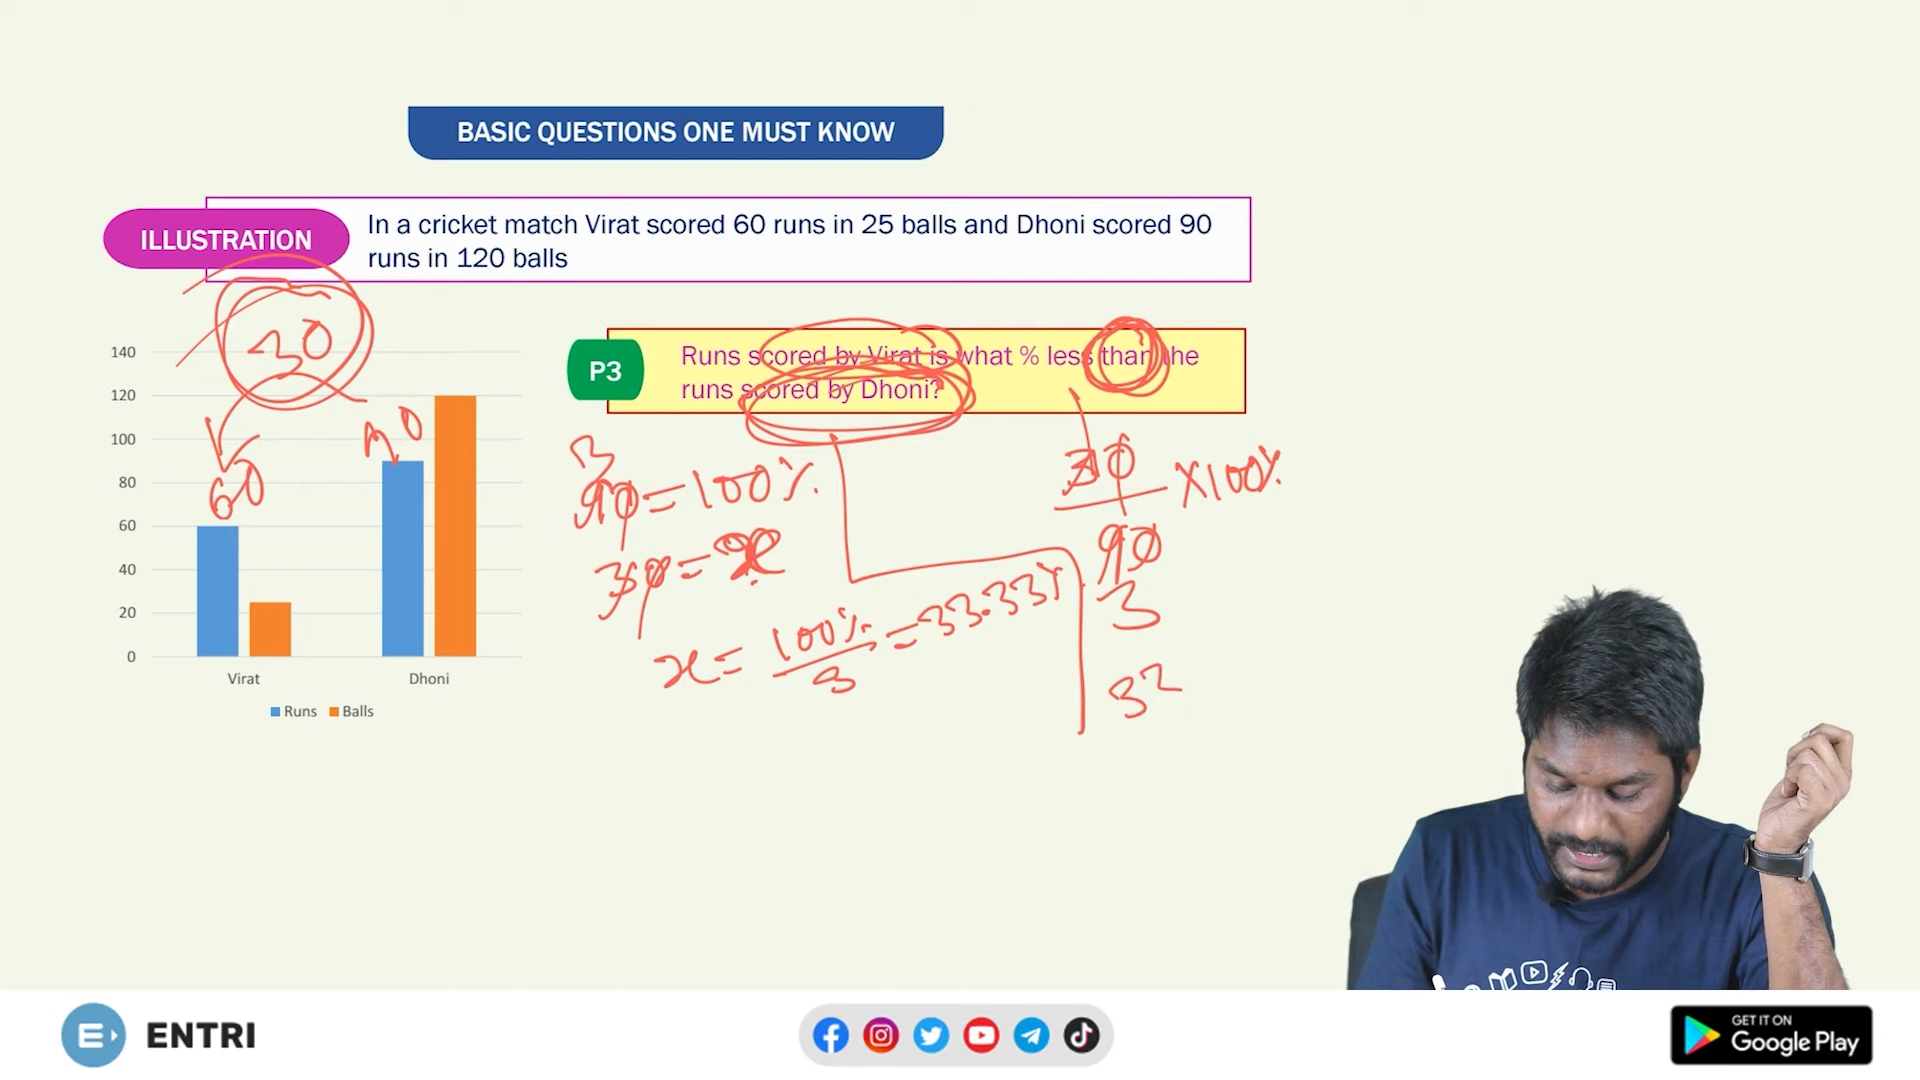 BASIC QUESTIONS ONE MUST KNOW
ILLUSTRATION
In a cricket match Virat scored 60 runs in 25 balls and Dhoni scored 90
runs in 120 balls
P3
Runs scored by Virat is what % less than the
runs scored by Dhoni?
30
60
90
140
120
100
80
60
40
20
0
Virat
Dhoni
Runs
Balls
3
90 = 100%
30 = x
x = 100%/3 = 33.33%
30/90 × 100%
3
ENTRI
GET IT ON
Google Play